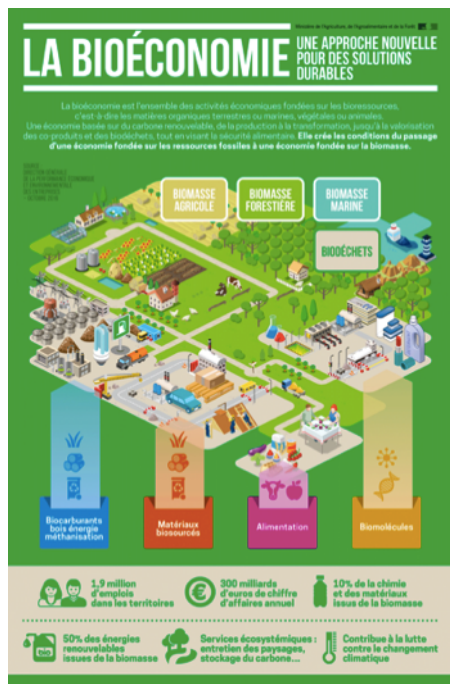 Ministère de l'Agriculture, de l'Agroalimentaire et de la Forêt
LA BIOÉCONOMIE
UNE APPROCHE NOUVELLE
POUR DES SOLUTIONS
DURABLES
La bioéconomie est l'ensemble des activités économiques fondées sur les bioressources,
c'est-à-dire les matières organiques terrestres ou marines, végétales ou animales.
Une économie basée sur du carbone renouvelable, de la production à la transformation, jusqu'à la valorisation
des co-produits et des biodéchets, tout en visant la sécurité alimentaire. Elle crée les conditions du passage
d'une économie fondée sur les ressources fossiles à une économie fondée sur la biomasse.
BIOMASSE
AGRICOLE
BIOMASSE
FORESTIÈRE
BIOMASSE
MARINE
BIODÉCHETS
Biocarburants
bois énergie
méthanisation
Matériaux
biossourcés
Alimentation
Biomolécules
1,9 million
d'emplois
dans les territoires
300 milliards
d'euros de chiffre
d'affaires annuel
10% de la chimie
et des matériaux
issus de la biomasse
bio
50% des énergies
renouvelables
issues de la biomasse
Services écosystémiques :
entretien des paysages,
stockage du carbone...
Contribue à la lutte
contre le changement
climatique